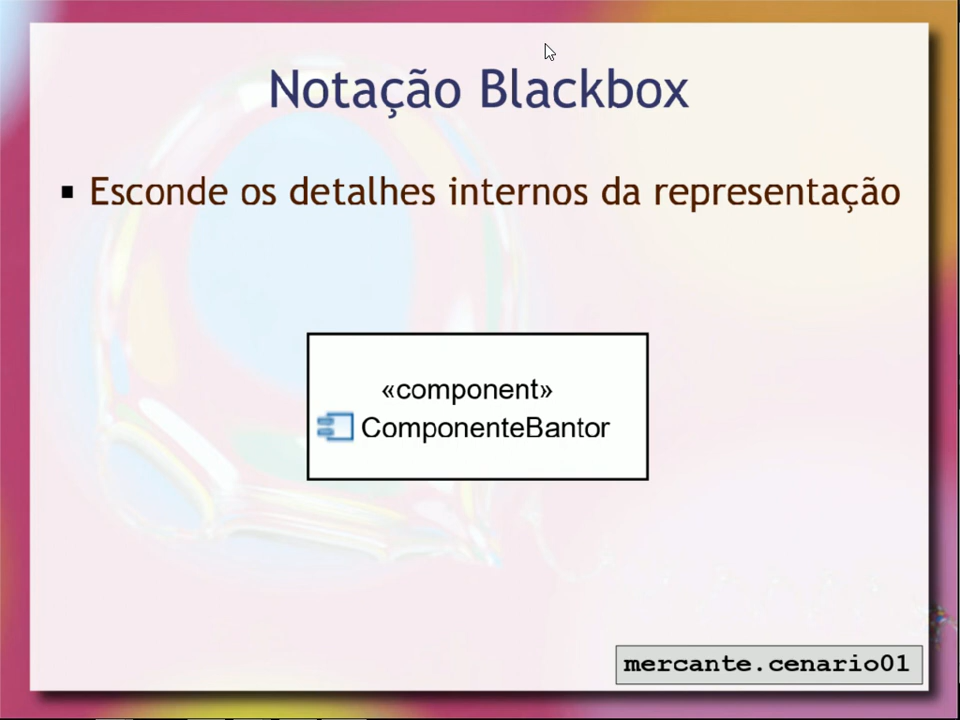 Notação Blackbox
▪ Esconde os detalhes internos da representação
«component»
ComponenteBantor
mercante.cenario01